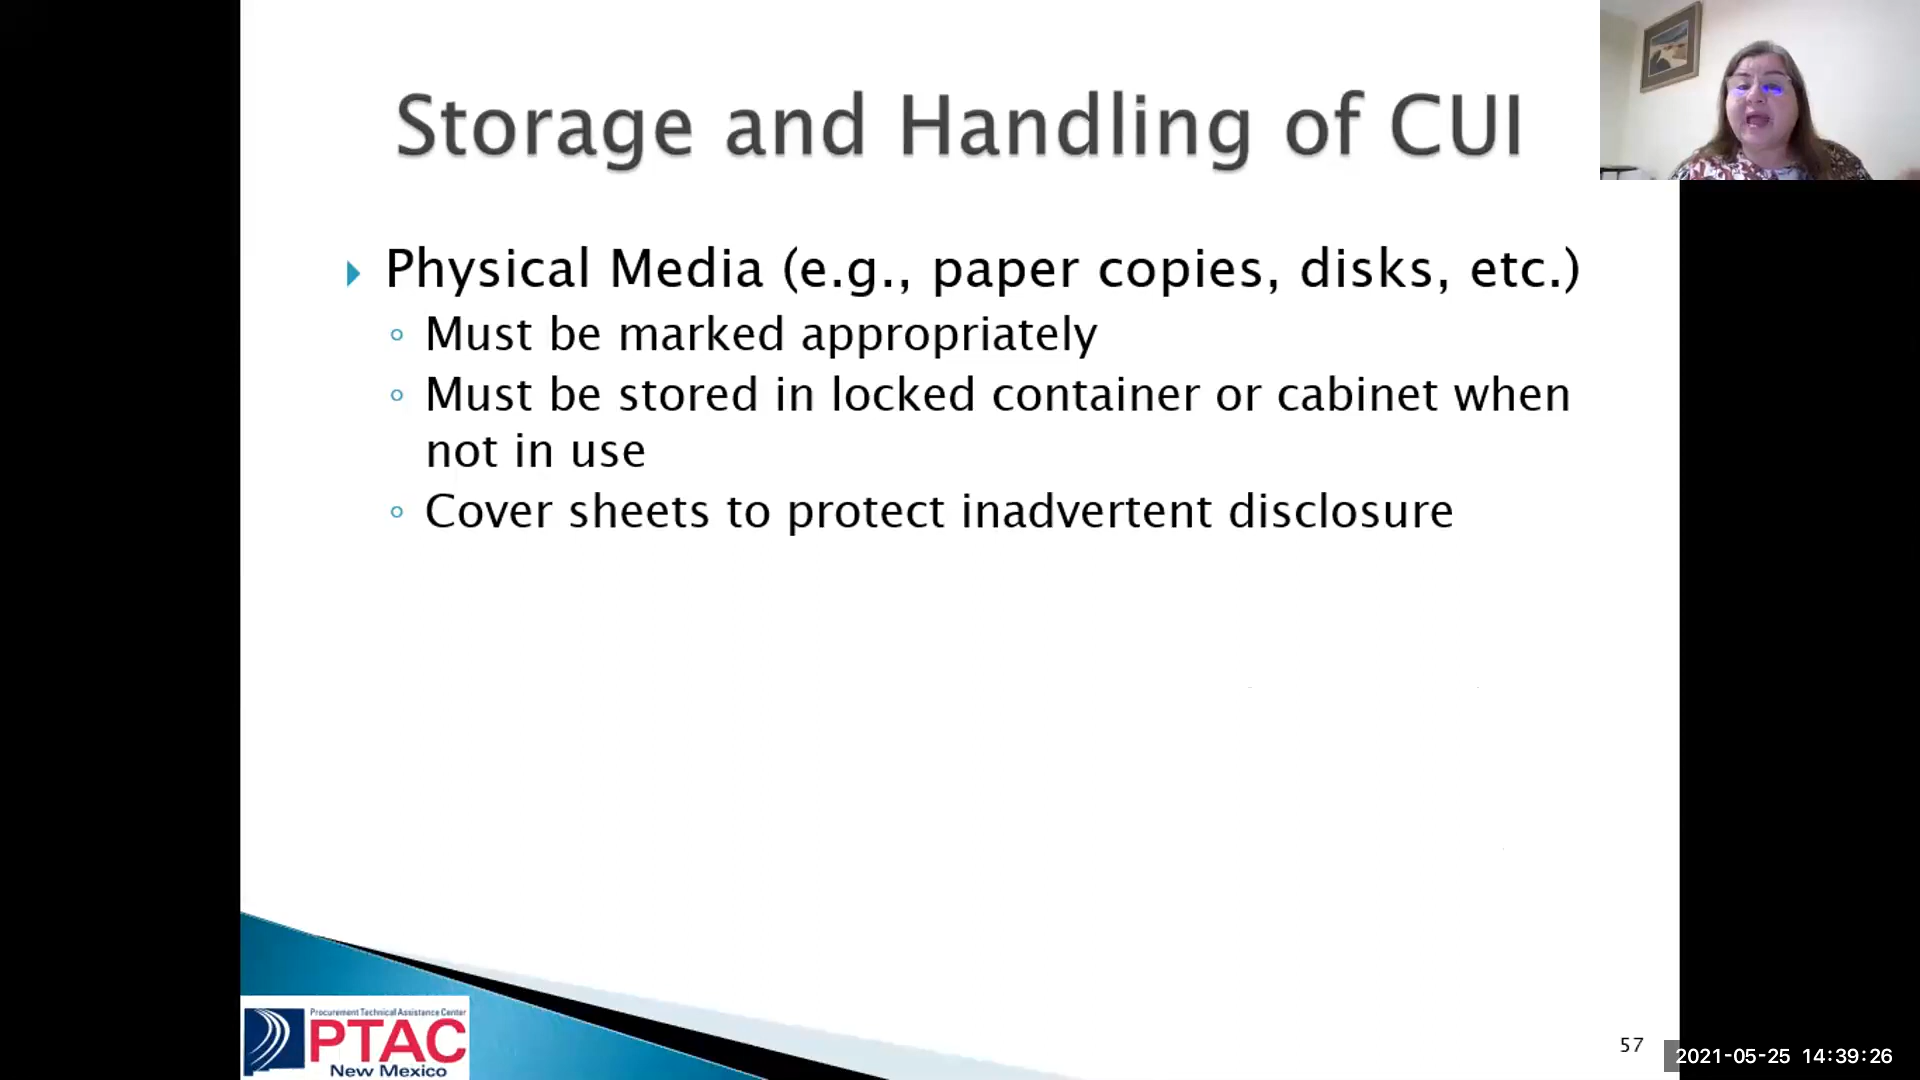 Storage and Handling of CUI
Physical Media (e.g., paper copies, disks, etc.)
Must be marked appropriately
Must be stored in locked container or cabinet when
not in use
Cover sheets to protect inadvertent disclosure
Procurement Technical Assistance Center
PTAC
New Mexico
57
2021-05-25 14:39:26